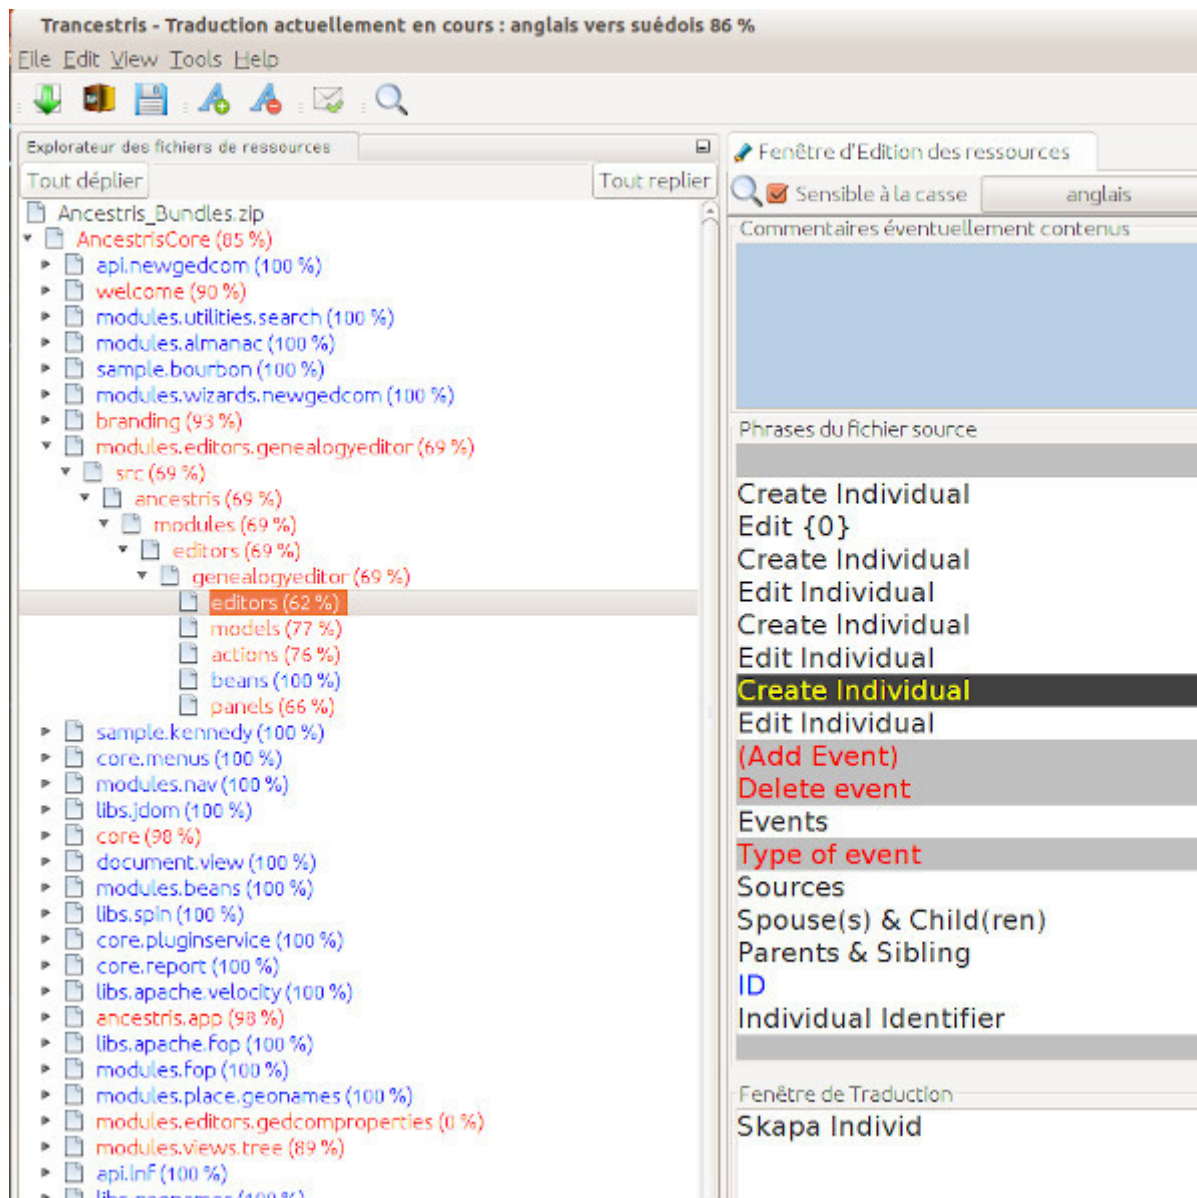 Trancestris - Traduction actuellement en cours : anglais vers suédois 86 %
File Edit View Tools Help
Explorateur des fichiers de ressources
Tout déplier
Tout replier
Ancestris_Bundles.zip
AncestrisCore (85 %)
api.newgedcom (100 %)
welcome (90 %)
modules.utilities.search (100 %)
modules.almanac (100 %)
sample.bourbon (100 %)
modules.wizards.newgedcom (100 %)
branding (93 %)
modules.editors.genealogyeditor (69 %)
src (69 %)
ancestris (69 %)
modules (69 %)
editors (69 %)
genealogyeditor (69 %)
editors (62 %)
models (77 %)
actions (76 %)
beans (100 %)
panels (66 %)
sample.kennedy (100 %)
core.menus (100 %)
modules.nav (100 %)
libs.jdom (100 %)
core (98 %)
document.view (100 %)
modules.beans (100 %)
libs.spin (100 %)
core.pluginservice (100 %)
core.report (100 %)
libs.apache.velocity (100 %)
ancestris.app (98 %)
libs.apache.fop (100 %)
modules.fop (100 %)
modules.place.geonames (100 %)
modules.editors.gedcomproperties (0 %)
modules.views.tree (89 %)
api.lnf (100 %)
libs.geonames (100 %)
Fenêtre d'Edition des ressources
Sensible à la casse
anglais
Commentaires éventuellement contenus
Phrases du fichier source
Create Individual
Edit {0}
Create Individual
Edit Individual
Create Individual
Edit Individual
Create Individual
Edit Individual
(Add Event)
Delete event
Events
Type of event
Sources
Spouse(s) & Child(ren)
Parents & Sibling
ID
Individual Identifier
Fenêtre de Traduction
Skapa Individ